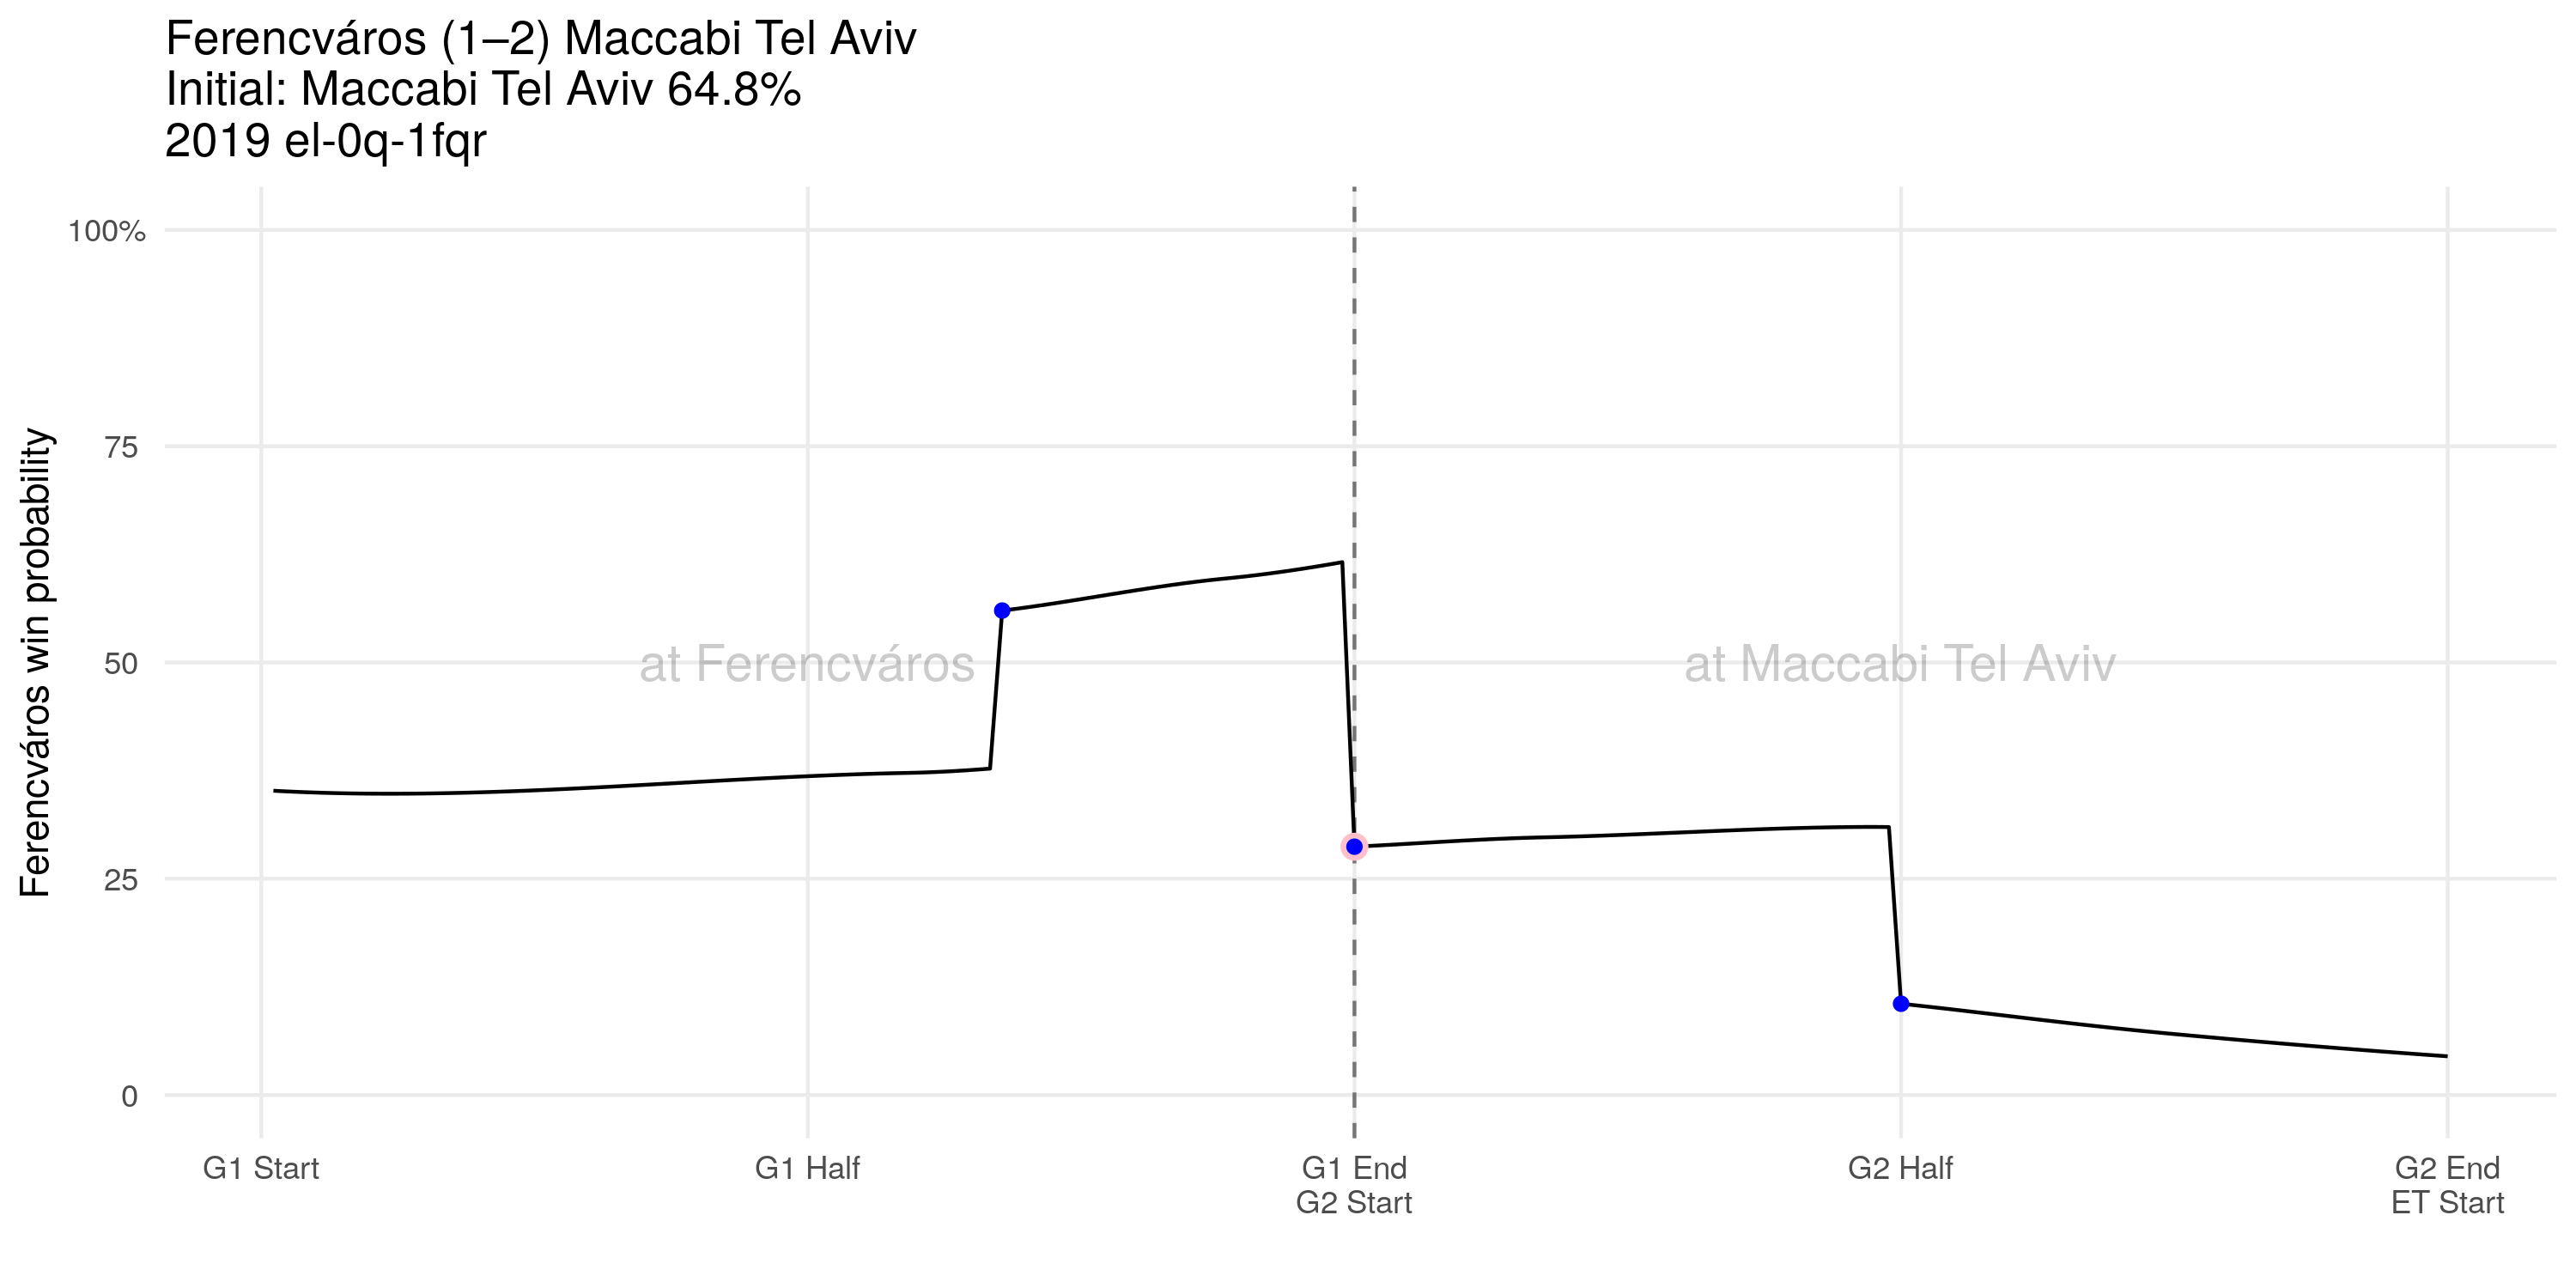 Ferencváros (1–2) Maccabi Tel Aviv
Initial: Maccabi Tel Aviv 64.8%
2019 el-0q-1fqr
Ferencváros win probability
100%
75
50
25
0
at Ferencváros
at Maccabi Tel Aviv
G1 Start
G1 Half
G1 End
G2 Start
G2 Half
G2 End
ET Start